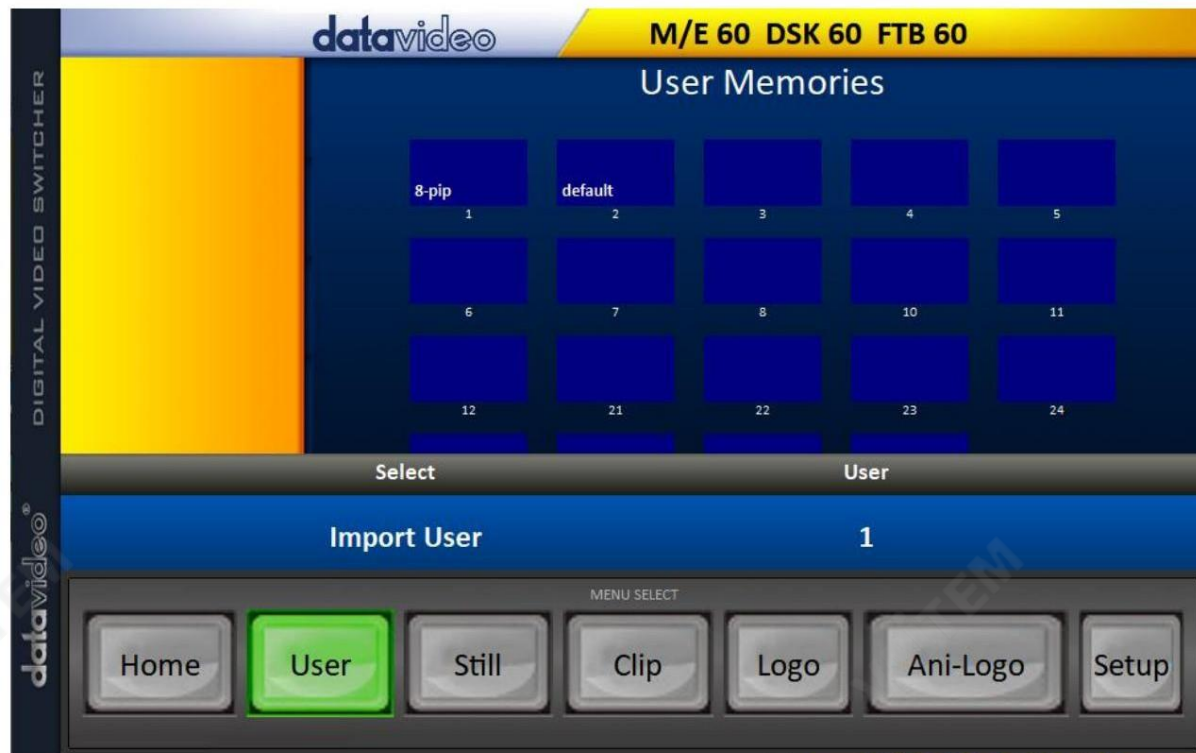 datavideo
M/E 60 DSK 60 FTB 60
DIGITAL VIDEO SWITCHER
datavideo®
User Memories
8-pip
default
1 2 3 4 5
6 7 8 10 11
12 21 22 23 24
Select User
Import User 1
MENU SELECT
Home User Still Clip Logo Ani-Logo Setup